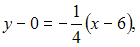 y − 0 = −1/4(x − 6),